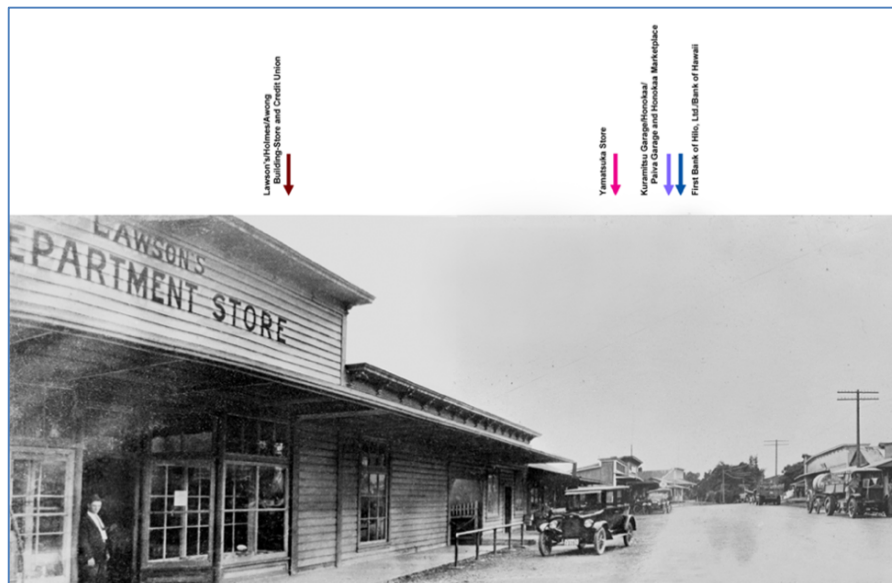 Lawson's/Holmes/Awong
Building-Store and Credit Union
Yamatsuka Store
Kuramitsu Garage/Honokaa/
Paiva Garage and Honokaa Marketplace
First Bank of Hilo, Ltd./Bank of Hawaii
LAWSON'S
EPARTMENT STORE